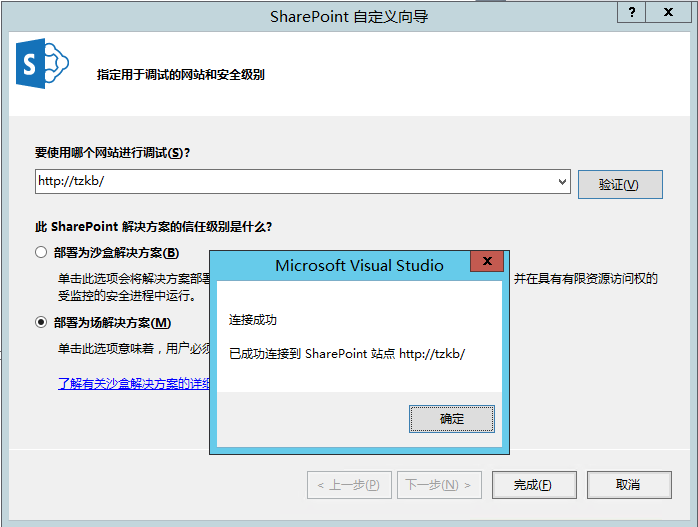 SharePoint 自定义向导
? x
S
指定用于调试的网站和安全级别
要使用哪个网站进行调试(S)?
http://tzkb/
验证(V)
此 SharePoint 解决方案的信任级别是什么?
部署为沙盒解决方案(B)
单击此选项会将解决方案部署
并在具有有限资源访问权的
受监控的安全进程中运行。
部署为场解决方案(M)
单击此选项意味着，用户必须
了解有关沙盒解决方案的详细
Microsoft Visual Studio
x
连接成功
已成功连接到 SharePoint 站点 http://tzkb/
确定
< 上一步(P)
下一步(N) >
完成(F)
取消